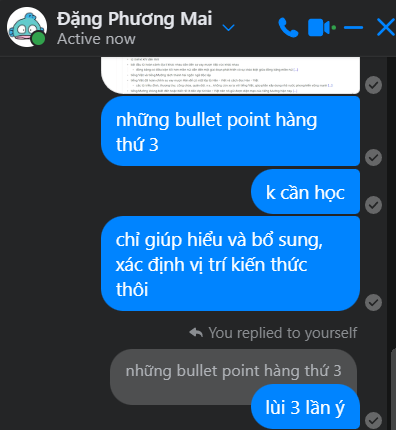 Đặng Phương Mai
Active now
những bullet point hàng
thứ 3
k cần học
chỉ giúp hiểu và bổ sung,
xác định vị trí kiến thức
thôi
You replied to yourself
những bullet point hàng thứ 3
lùi 3 lần ý